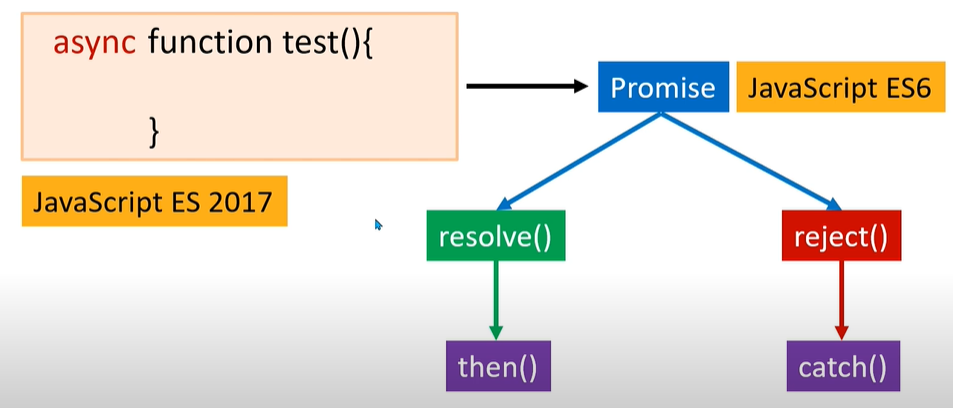 async function test(){
}
JavaScript ES 2017
Promise
JavaScript ES6
resolve()
reject()
then()
catch()